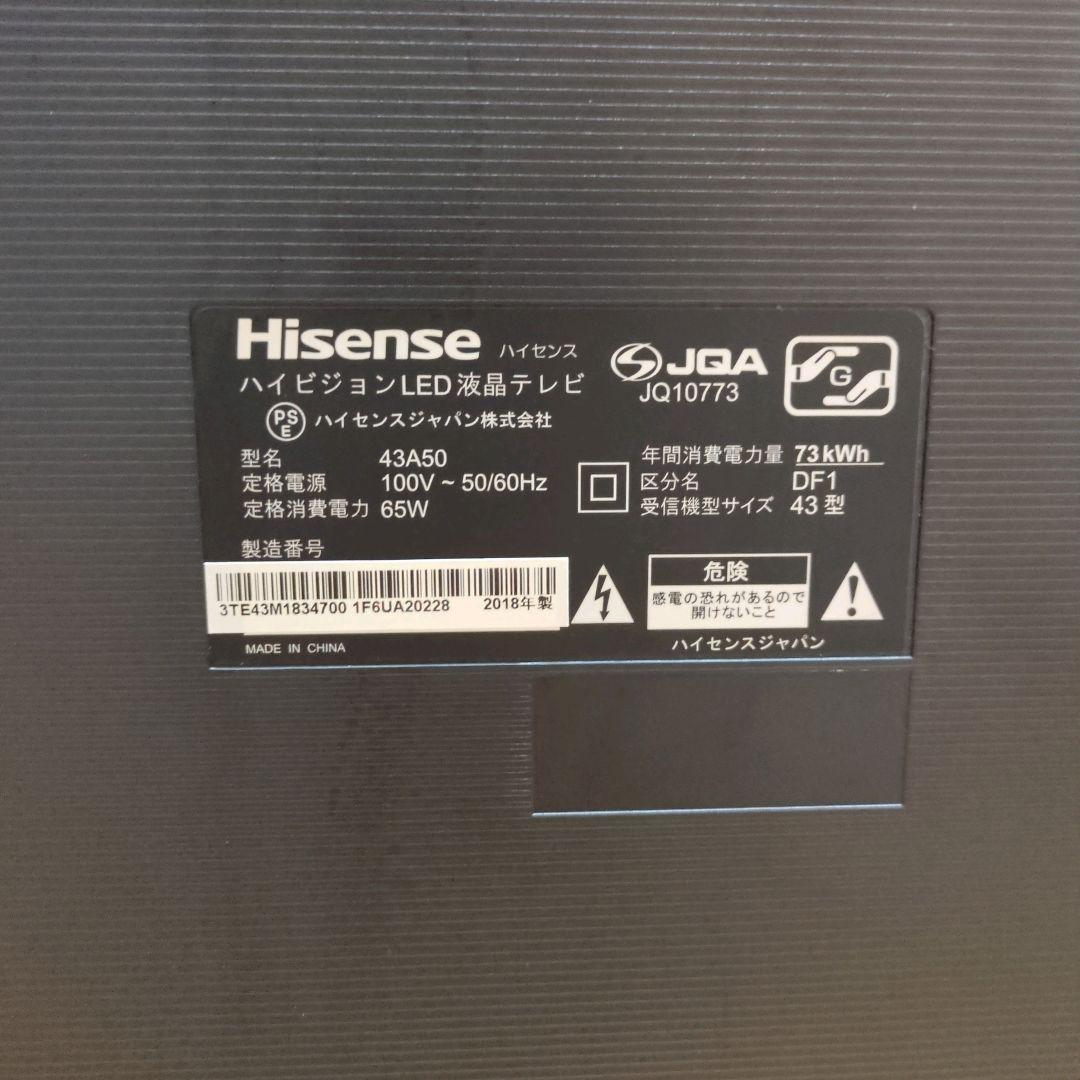 Hisense ハイセンス
ハイビジョンLED液晶テレビ
PSE ハイセンスジャパン株式会社
型名 43A50
定格電源 100V ~ 50/60Hz
定格消費電力 65W
製造番号
3TE43M1834700 1F6UA20228 2018年製
MADE IN CHINA
JQA
JQ10773
G
年間消費電力量 73kWh
区分名 DF1
受信機型サイズ 43型
危険
感電の恐れがあるので
開けないこと
ハイセンスジャパン